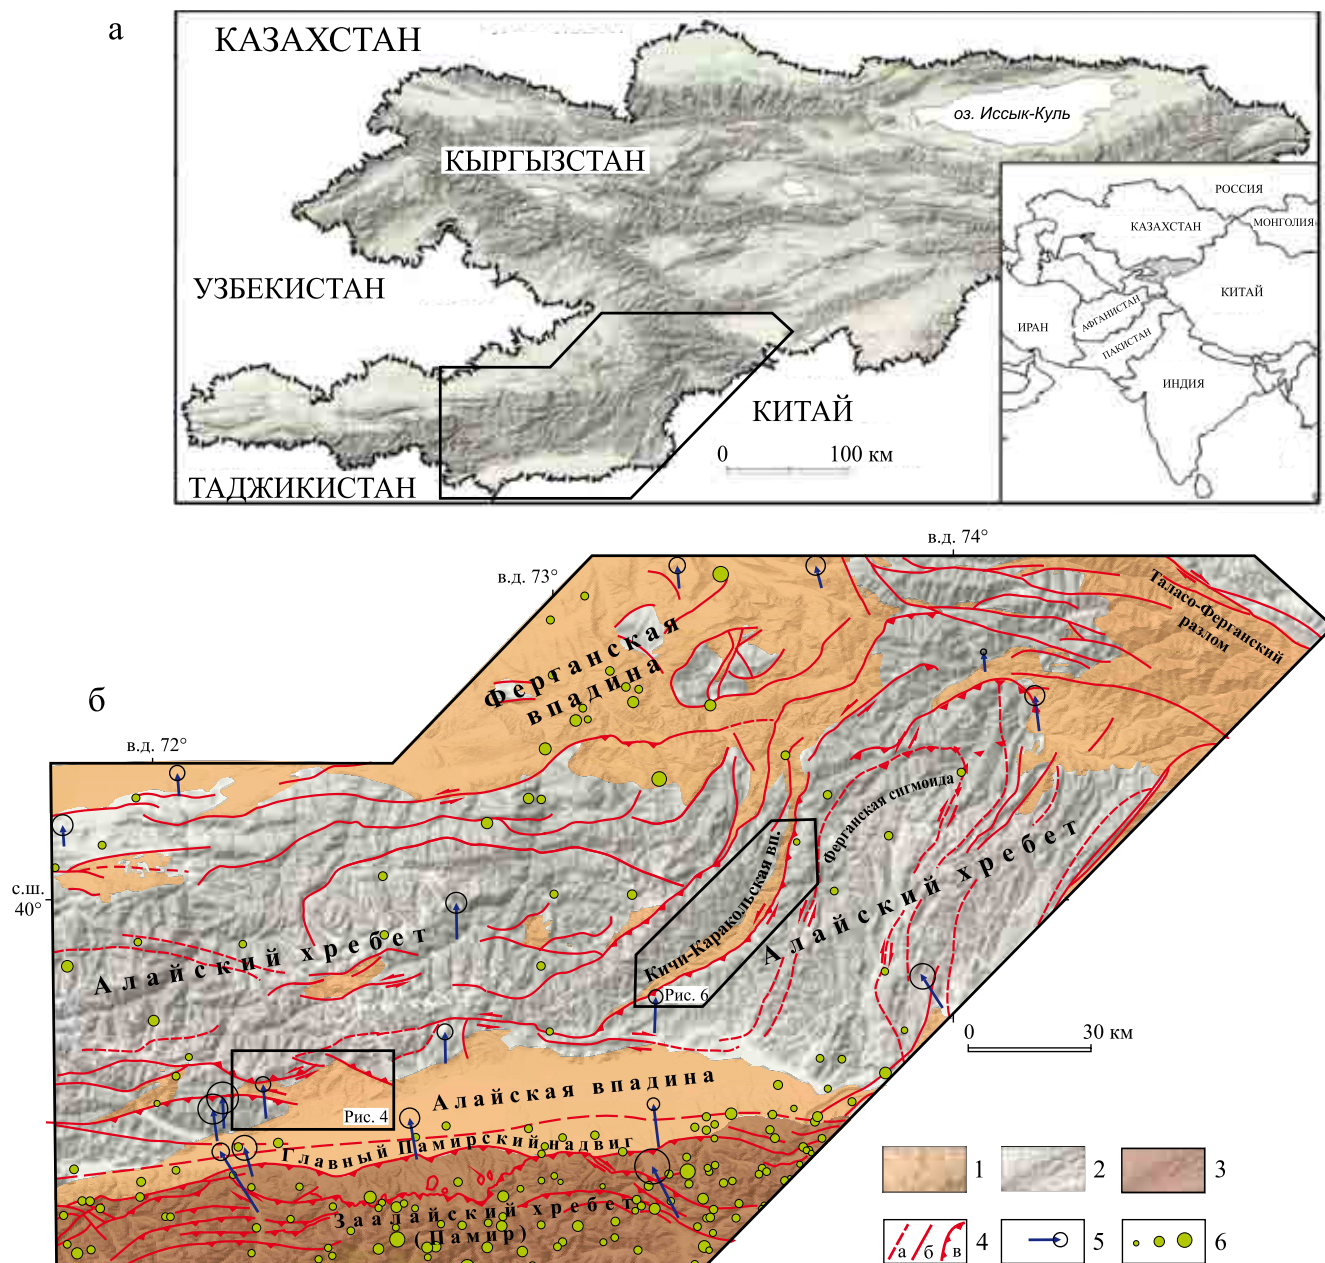 а
КАЗАХСТАН
оз. Иссык-Куль
КЫРГЫЗСТАН
УЗБЕКИСТАН
КИТАЙ
0 100 км
ТАДЖИКИСТАН
РОССИЯ
КАЗАХСТАН
МОНГОЛИЯ
КИТАЙ
АФГАНИСТАН
ИРАН
ПАКИСТАН
ИНДИЯ
б
в.д. 74°
в.д. 73°
в.д. 72°
с.ш.
40°
Таласо-Ферганский
разлом
Ферганская
впадина
Ферганская сигмоида
Кичи-Каракольская вп.
Алайский хребет
Алайский хребет
Рис. 6
0 30 км
Алайская впадина
Рис. 4
Главный Памирский надвиг
Заалайский хребет
(Памир)
1
2
3
а б в
4
5
6